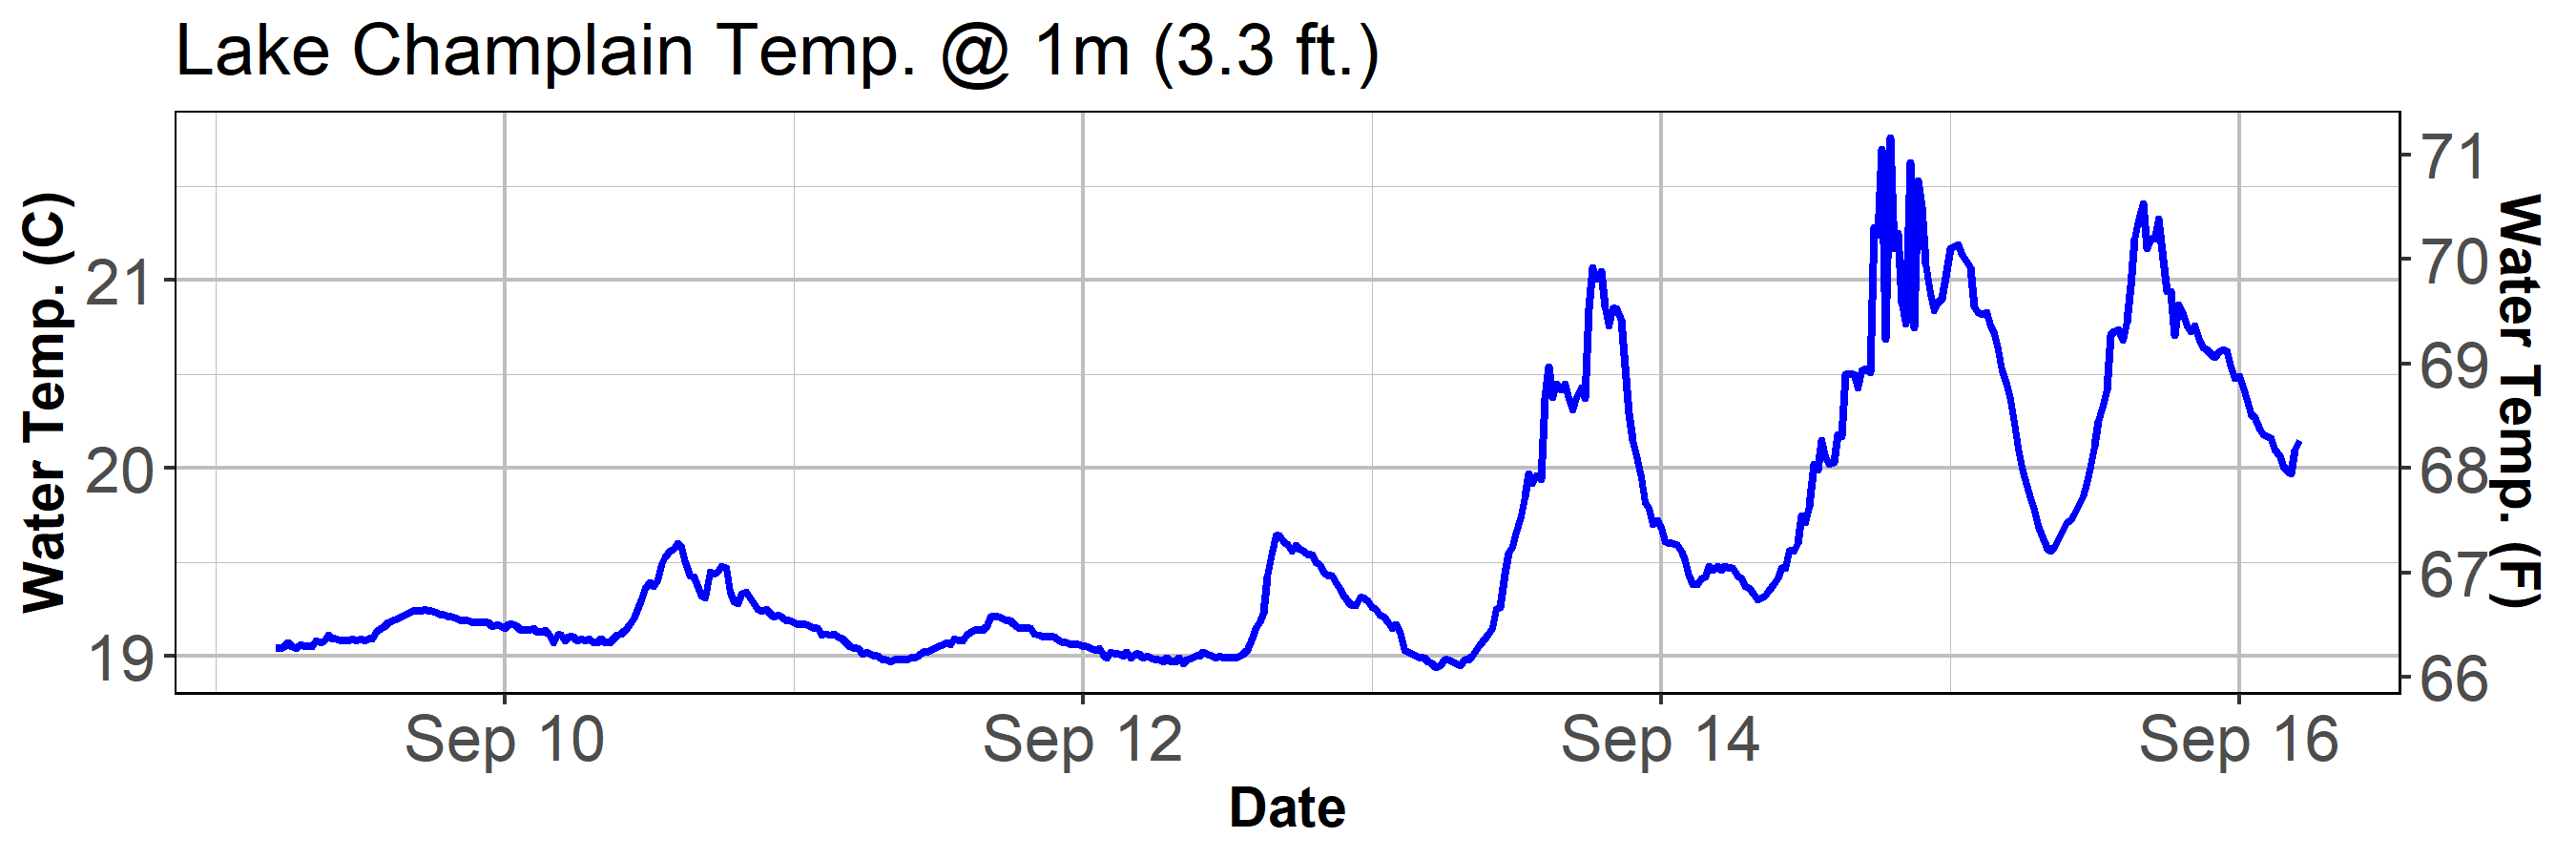 Lake Champlain Temp. @ 1m (3.3 ft.)
Water Temp. (C)
21
20
19
71
70
69
68
67
66
Water Temp. (F)
Sep 10
Sep 12
Sep 14
Sep 16
Date